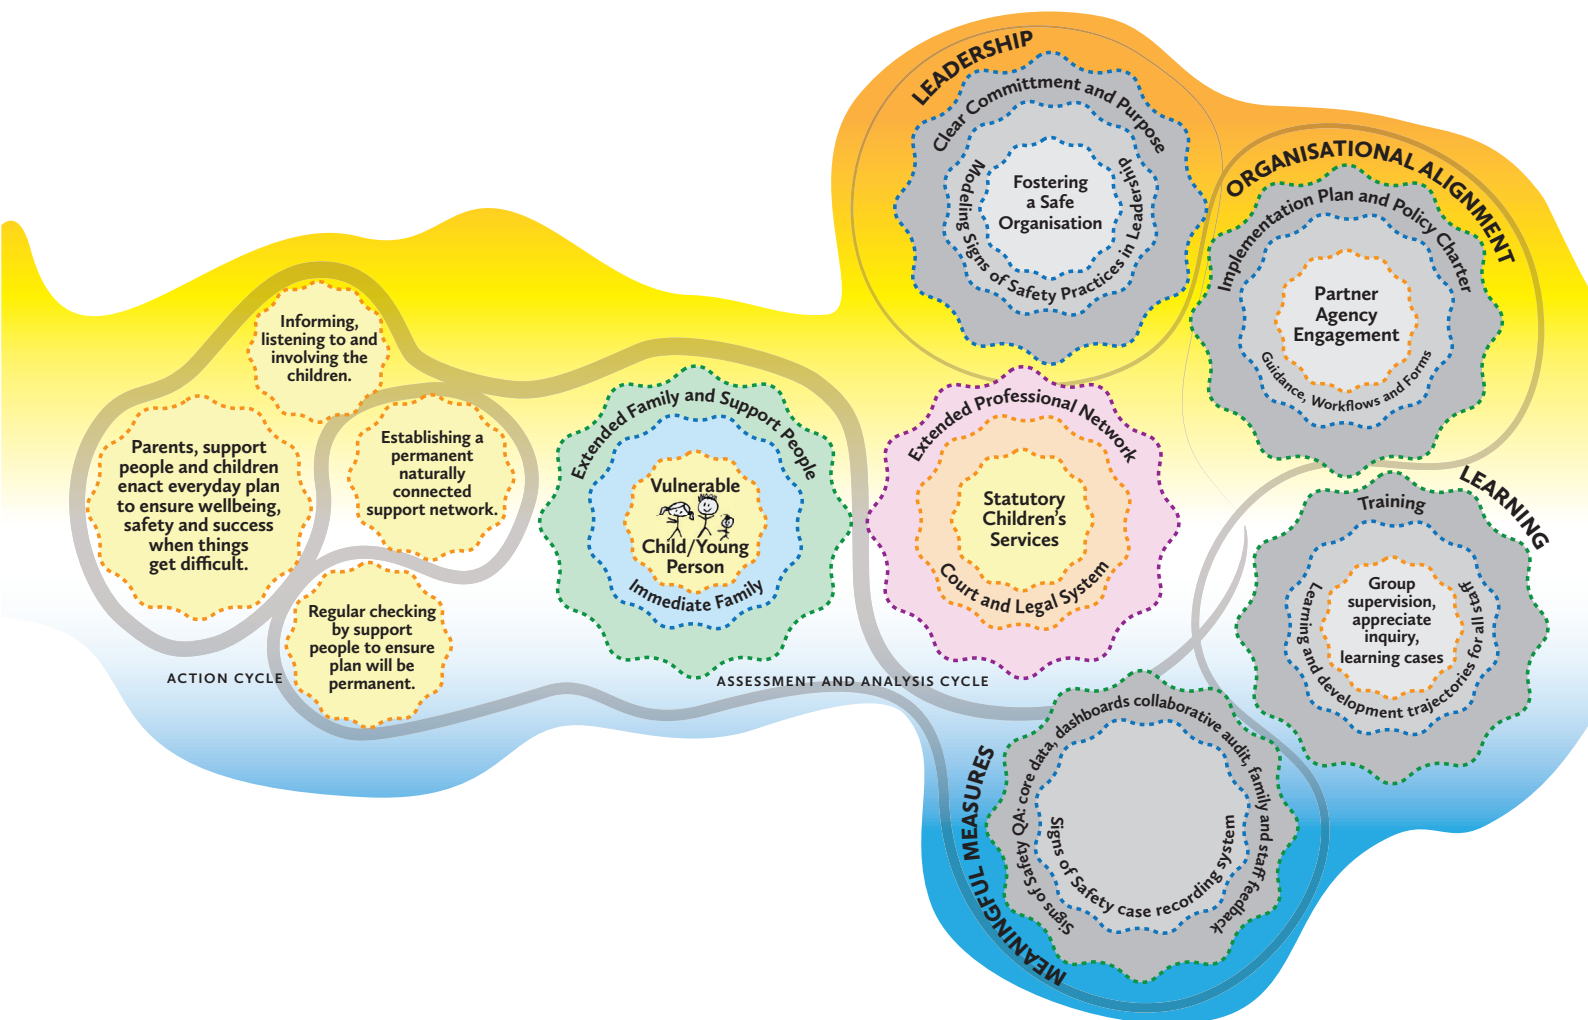 LEADERSHIP
Clear Committment and Purpose
Modeling Signs of Safety Practices in Leadership
Fostering
a Safe
Organisation
ORGANISATIONAL ALIGNMENT
Implementation Plan and Policy Charter
Partner
Agency
Engagement
Guidance, Workflows and Forms
Informing,
listening to and
involving the
children.
Parents, support
people and children
enact everyday plan
to ensure wellbeing,
safety and success
when things
get difficult.
Establishing a
permanent
naturally
connected
support network.
Regular checking
by support
people to ensure
plan will be
permanent.
ACTION CYCLE
Extended Family and Support People
Vulnerable
Child/Young
Person
Immediate Family
Extended Professional Network
Statutory
Children's
Services
Court and Legal System
ASSESSMENT AND ANALYSIS CYCLE
LEARNING
Training
Group
supervision,
appreciate
inquiry,
learning cases
Learning and development trajectories for all staff
MEANINGFUL MEASURES
Signs of Safety QA: core data, dashboards collaborative audit, family and staff feedback
Signs of Safety case recording system